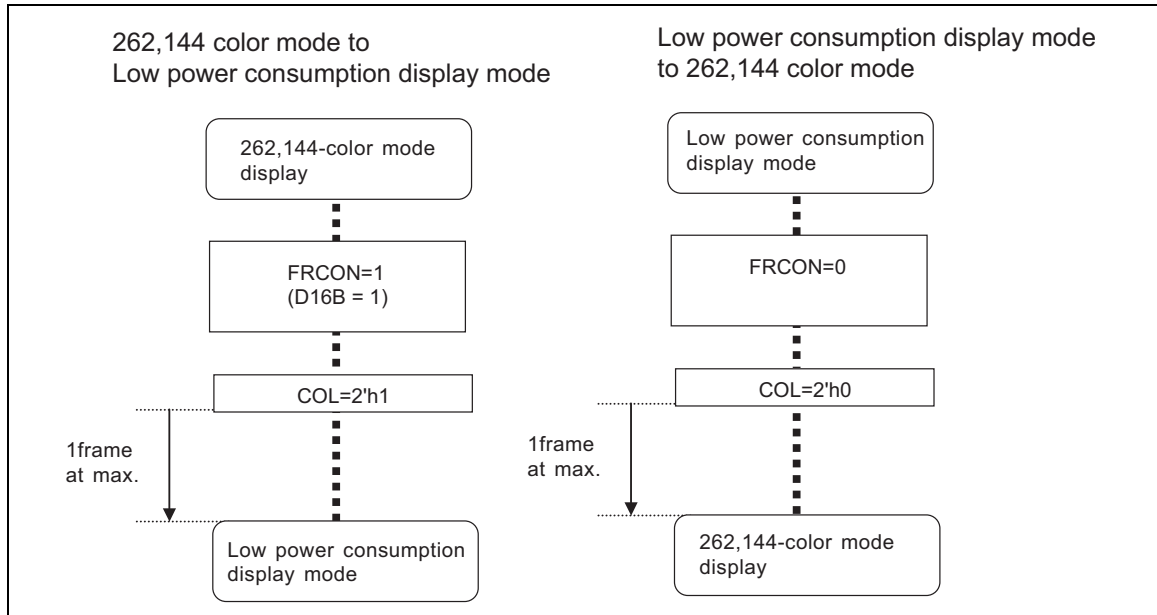 262,144 color mode to
Low power consumption display mode
262,144-color mode
display
FRCON=1
(D16B = 1)
COL=2'h1
1frame
at max.
Low power consumption
display mode
Low power consumption display mode
to 262,144 color mode
Low power consumption
display mode
FRCON=0
COL=2'h0
1frame
at max.
262,144-color mode
display